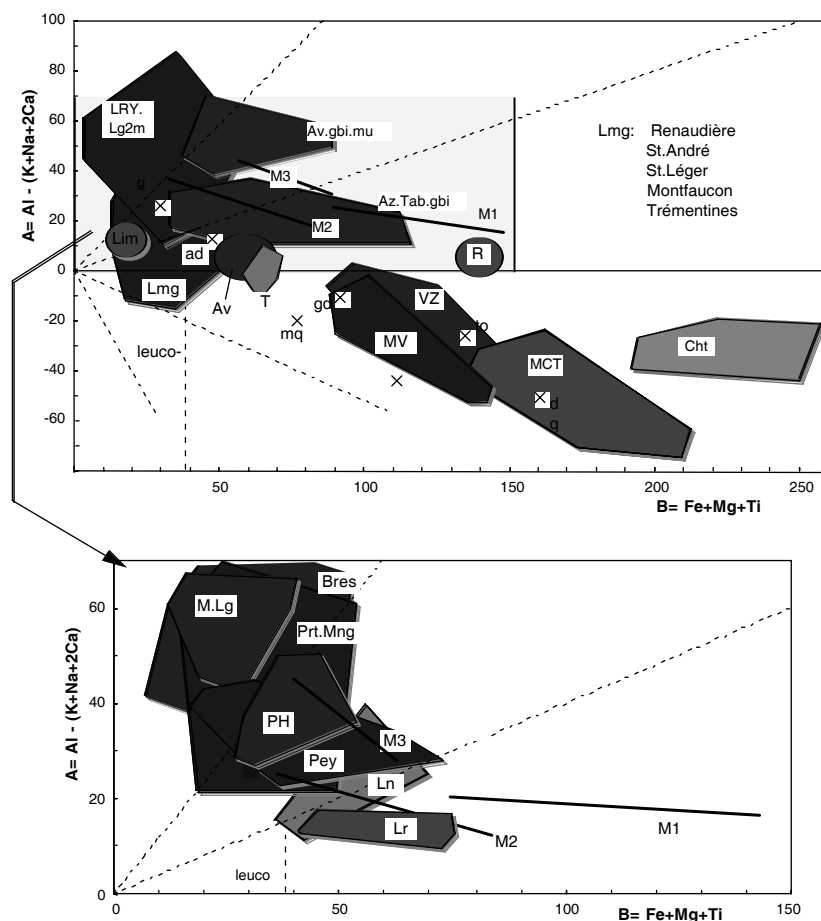 100
80
60
40
20
0
-20
-40
-60
A= Al - (K+Na+2Ca)
LRY.
Lg2m
Av.gbi.mu
Lmg: Renaudière
St.André
St.Léger
Montfaucon
Trémentines
g
M3
Az.Tab.gbi
M1
M2
Lim
ad
R
Lmg
Av
T
gd
VZ
to
mq
MV
MCT
Cht
leuco-
d
q
50
100
150
200
250
B= Fe+Mg+Ti
60
40
20
0
A= Al - (K+Na+2Ca)
Bres
M.Lg
Prt.Mng
PH
M3
Pey
Ln
Lr
M2
M1
leuco
0
50
100
150
B= Fe+Mg+Ti